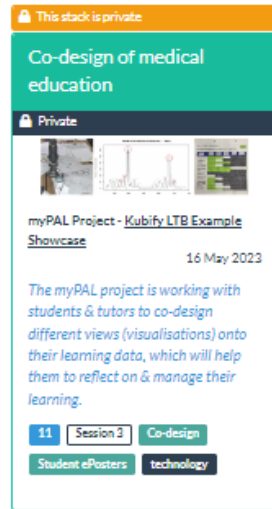 This stack is private
Co-design of medical
education
Private
myPAL Project - Kubify LTB Example
Showcase
16 May 2023
The myPAL project is working with
students & tutors to co-design
different views (visualisations) onto
their learning data, which will help
them to reflect on & manage their
learning.
11 Session 3 Co-design
Student ePosters technology